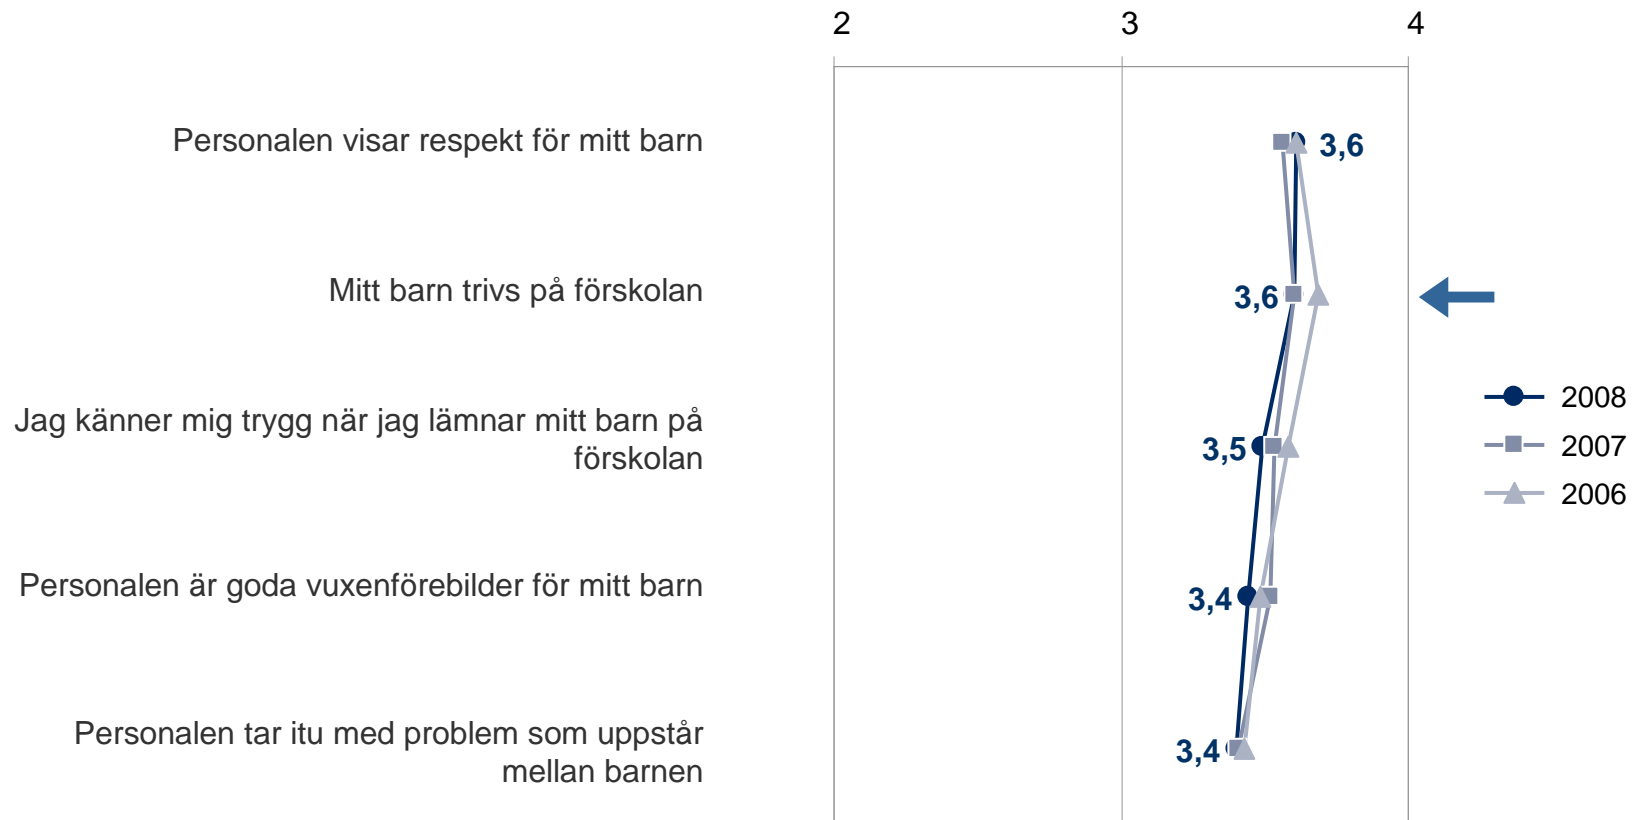 2 3 4
Personalen visar respekt för mitt barn
3,6
Mitt barn trivs på förskolan
3,6
Jag känner mig trygg när jag lämnar mitt barn på
förskolan
3,5
Personalen är goda vuxenförebilder för mitt barn
3,4
Personalen tar itu med problem som uppstår
mellan barnen
3,4
2008
2007
2006